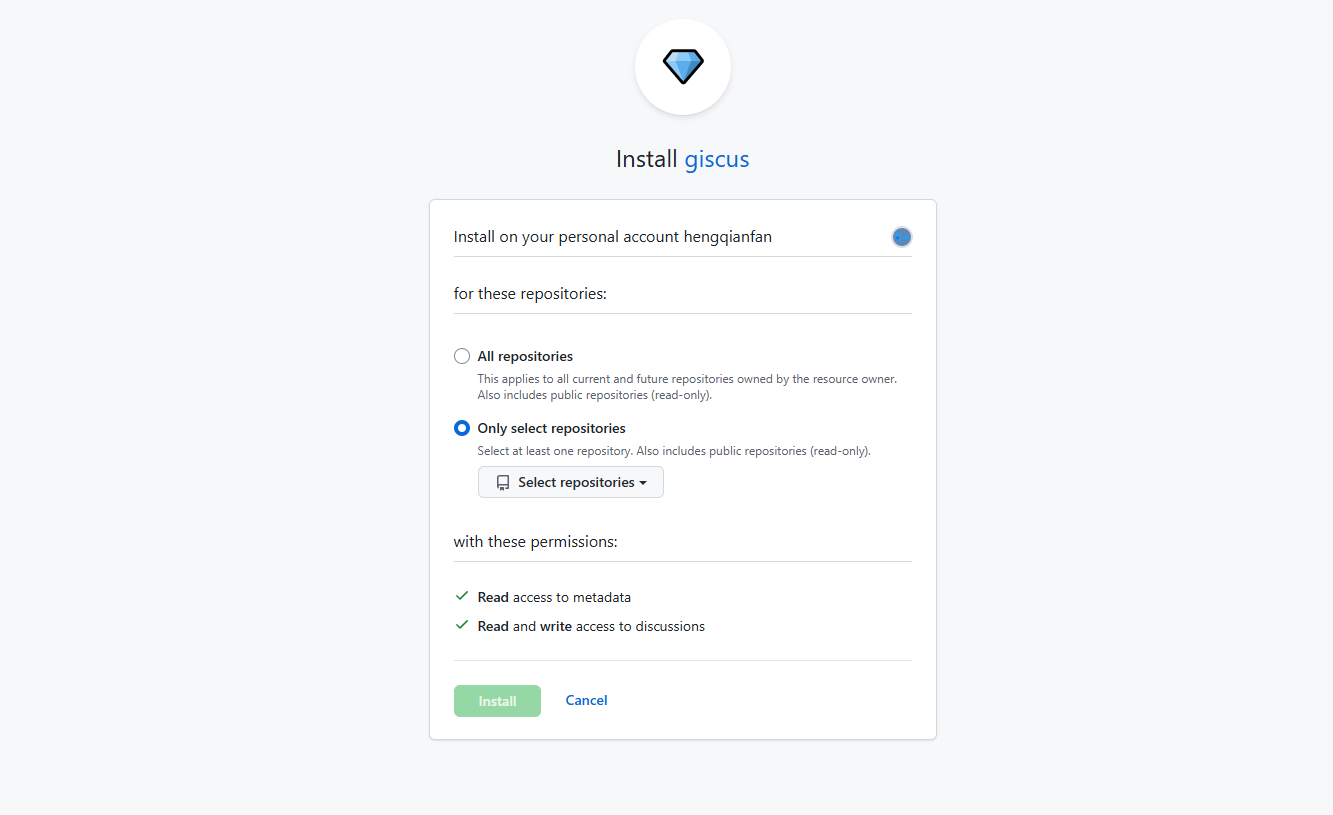 Install giscus
Install on your personal account hengqianfan
for these repositories:
All repositories
This applies to all current and future repositories owned by the resource owner.
Also includes public repositories (read-only).
Only select repositories
Select at least one repository. Also includes public repositories (read-only).
Select repositories
with these permissions:
Read access to metadata
Read and write access to discussions
Install
Cancel